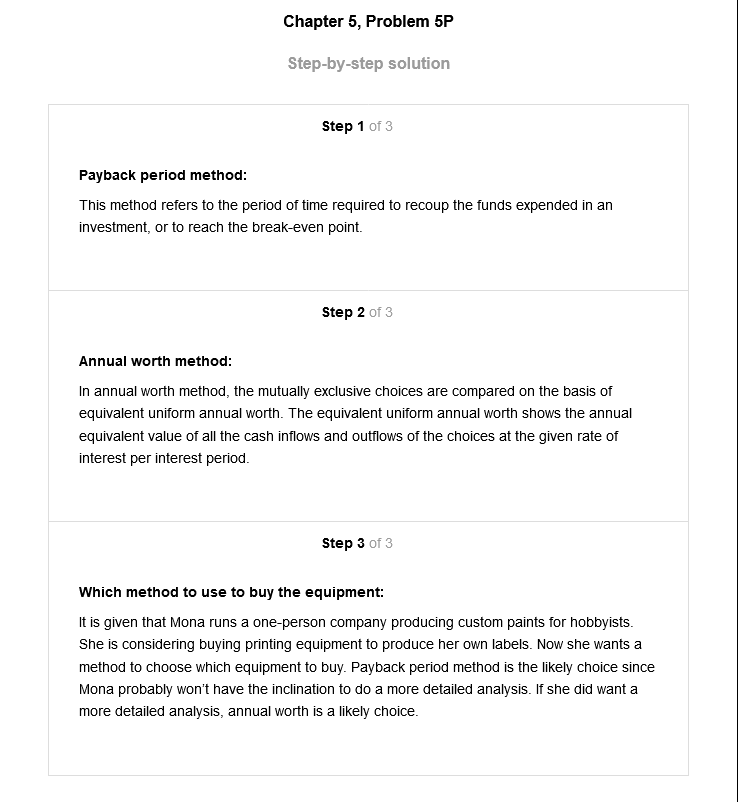 Chapter 5, Problem 5P
Step-by-step solution
Step 1 of 3
Payback period method:
This method refers to the period of time required to recoup the funds expended in an
investment, or to reach the break-even point.
Step 2 of 3
Annual worth method:
In annual worth method, the mutually exclusive choices are compared on the basis of
equivalent uniform annual worth. The equivalent uniform annual worth shows the annual
equivalent value of all the cash inflows and outflows of the choices at the given rate of
interest per interest period.
Step 3 of 3
Which method to use to buy the equipment:
It is given that Mona runs a one-person company producing custom paints for hobbyists.
She is considering buying printing equipment to produce her own labels. Now she wants a
method to choose which equipment to buy. Payback period method is the likely choice since
Mona probably won't have the inclination to do a more detailed analysis. If she did want a
more detailed analysis, annual worth is a likely choice.